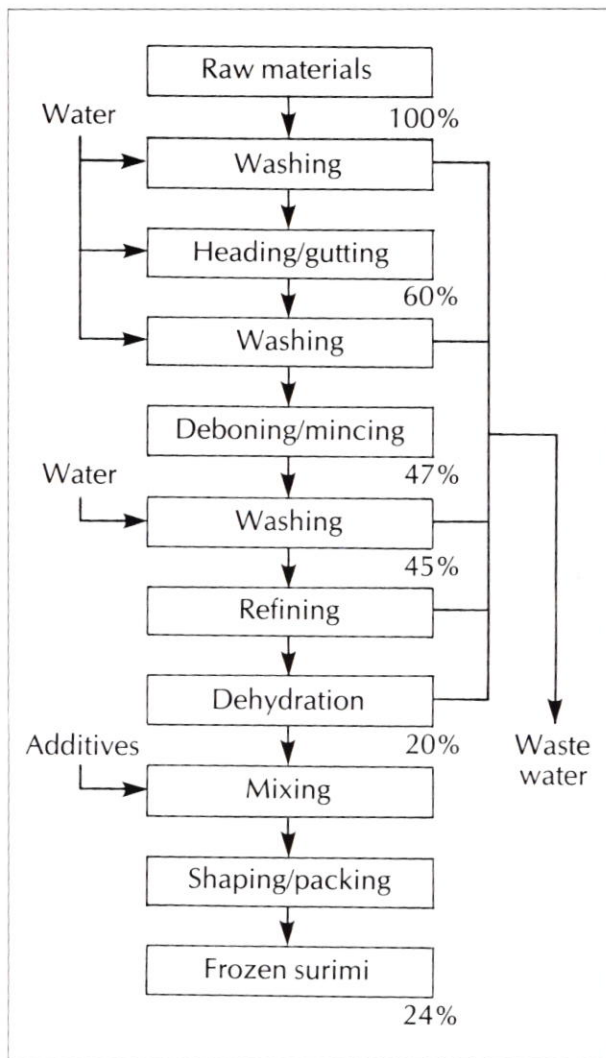 Raw materials
Water
100%
Washing
Heading/gutting
60%
Washing
Deboning/mincing
Water
47%
Washing
45%
Refining
Dehydration
Additives
20%
Waste
water
Mixing
Shaping/packing
Frozen surimi
24%